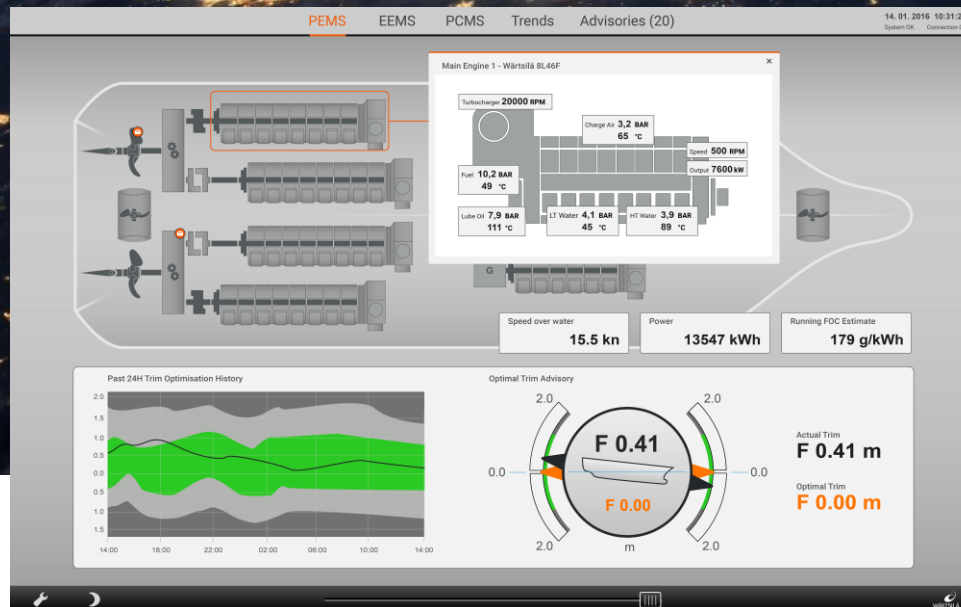 PEMS EEMS PCMS Trends Advisories (20)
14. 01. 2016 10:31:2
System OK Connection
Main Engine 1 - Wärtsilä 8L46F
×
Turbocharger 20000 RPM
Charge Air 3,2 BAR
65 °C
Speed 500 RPM
Output 7600 kW
Fuel 10,2 BAR
49 °C
Lube Oil 7,9 BAR
111 °C
LT Water 4,1 BAR
45 °C
HT Water 3,9 BAR
89 °C
G
Speed over water
15.5 kn
Power
13547 kWh
Running FOC Estimate
179 g/kWh
Past 24H Trim Optimisation History
2.0
1.5
1.0
0.5
0.0
0.5
1.0
1.5
14:00 18:00 22:00 02:00 06:00 10:00 14:00
Optimal Trim Advisory
2.0 2.0
F 0.41
0.0 0.0
F 0.00
2.0 2.0
m
Actual Trim
F 0.41 m
Optimal Trim
F 0.00 m
WÄRTSILÄ